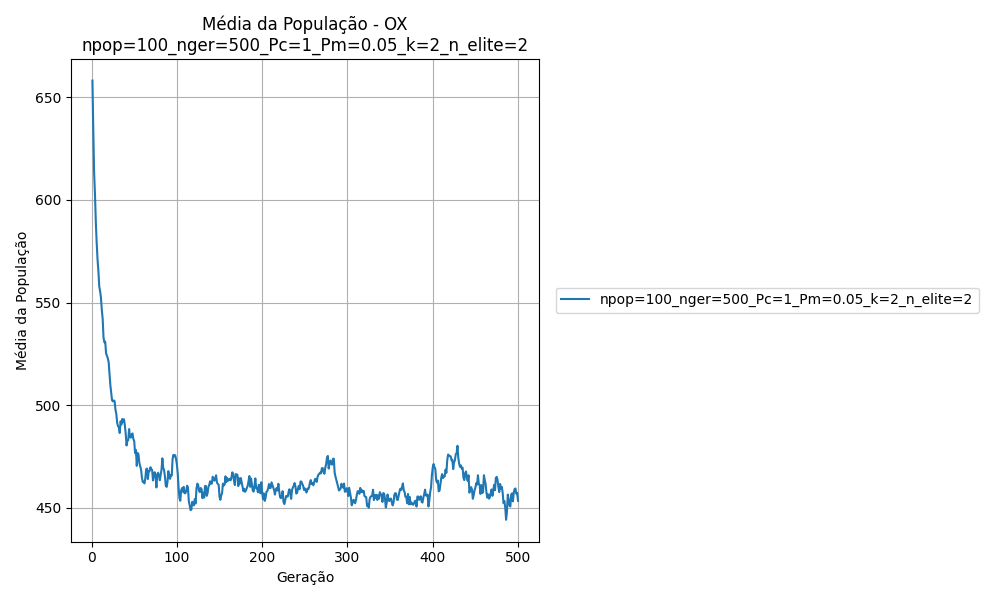 Média da População - OX
npop=100_nger=500_Pc=1_Pm=0.05_k=2_n_elite=2
Média da População
650
600
550
500
450
0 100 200 300 400 500
Geração
npop=100_nger=500_Pc=1_Pm=0.05_k=2_n_elite=2